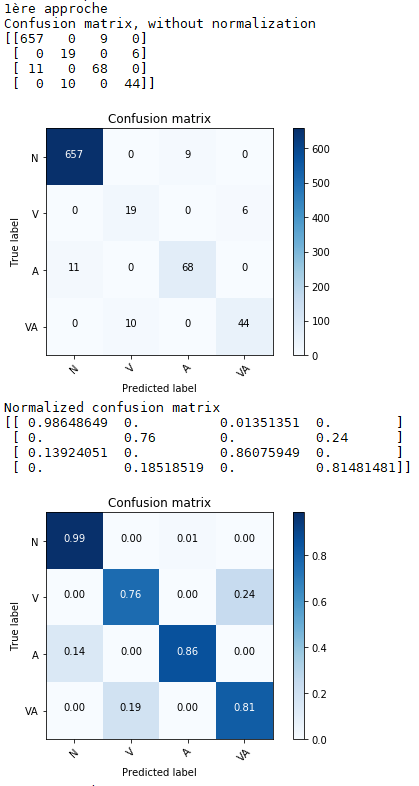 1ère approche
Confusion matrix, without normalization
[[657   0   9   0]
 [  0  19   0   6]
 [ 11   0  68   0]
 [  0  10   0  44]]
Confusion matrix
N 657 0 9 0 600
V 0 19 0 6 500
400
True label
300
A 11 0 68 0 200
VA 0 10 0 44 100
0
N V A VA
Predicted label
Normalized confusion matrix
[[ 0.98648649  0.          0.01351351  0.        ]
 [ 0.          0.76        0.          0.24      ]
 [ 0.13924051  0.          0.86075949  0.        ]
 [ 0.          0.18518519  0.          0.81481481]]
Confusion matrix
N 0.99 0.00 0.01 0.00 0.8
V 0.00 0.76 0.00 0.24 0.6
True label
0.4
A 0.14 0.00 0.86 0.00
0.2
VA 0.00 0.19 0.00 0.81
0.0
N V A VA
Predicted label